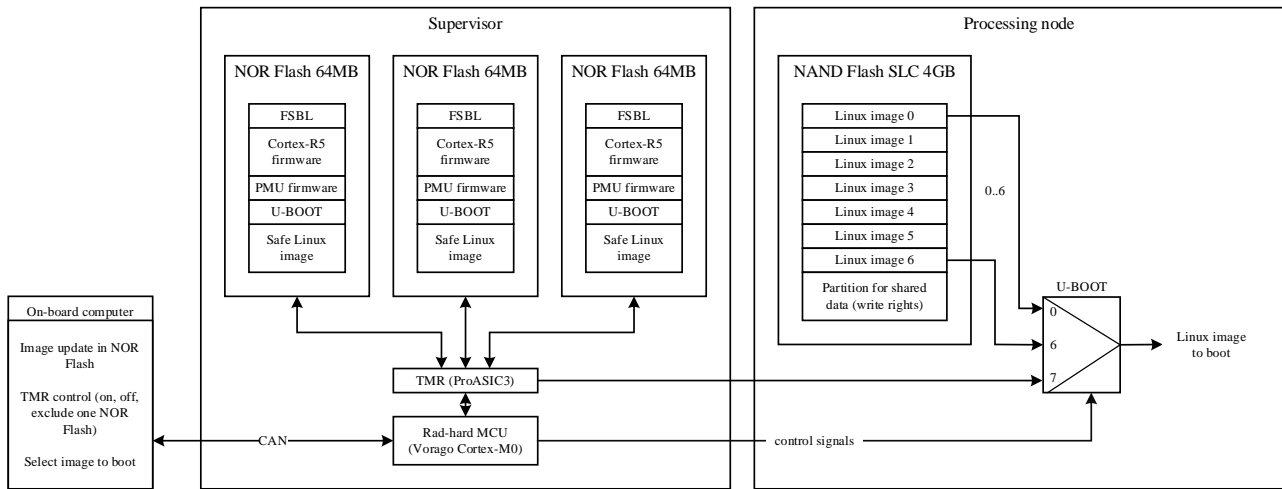 Supervisor
NOR Flash 64MB
FSBL
Cortex-R5
firmware
PMU firmware
U-BOOT
Safe Linux
image
NOR Flash 64MB
FSBL
Cortex-R5
firmware
PMU firmware
U-BOOT
Safe Linux
image
NOR Flash 64MB
FSBL
Cortex-R5
firmware
PMU firmware
U-BOOT
Safe Linux
image
TMR (ProASIC3)
Rad-hard MCU
(Vorago Cortex-M0)
On-board computer
Image update in NOR
Flash
TMR control (on, off,
exclude one NOR
Flash)
Select image to boot
CAN
Processing node
NAND Flash SLC 4GB
Linux image 0
Linux image 1
Linux image 2
Linux image 3
Linux image 4
Linux image 5
Linux image 6
Partition for shared
data (write rights)
0..6
U-BOOT
0
6
7
Linux image
to boot
control signals